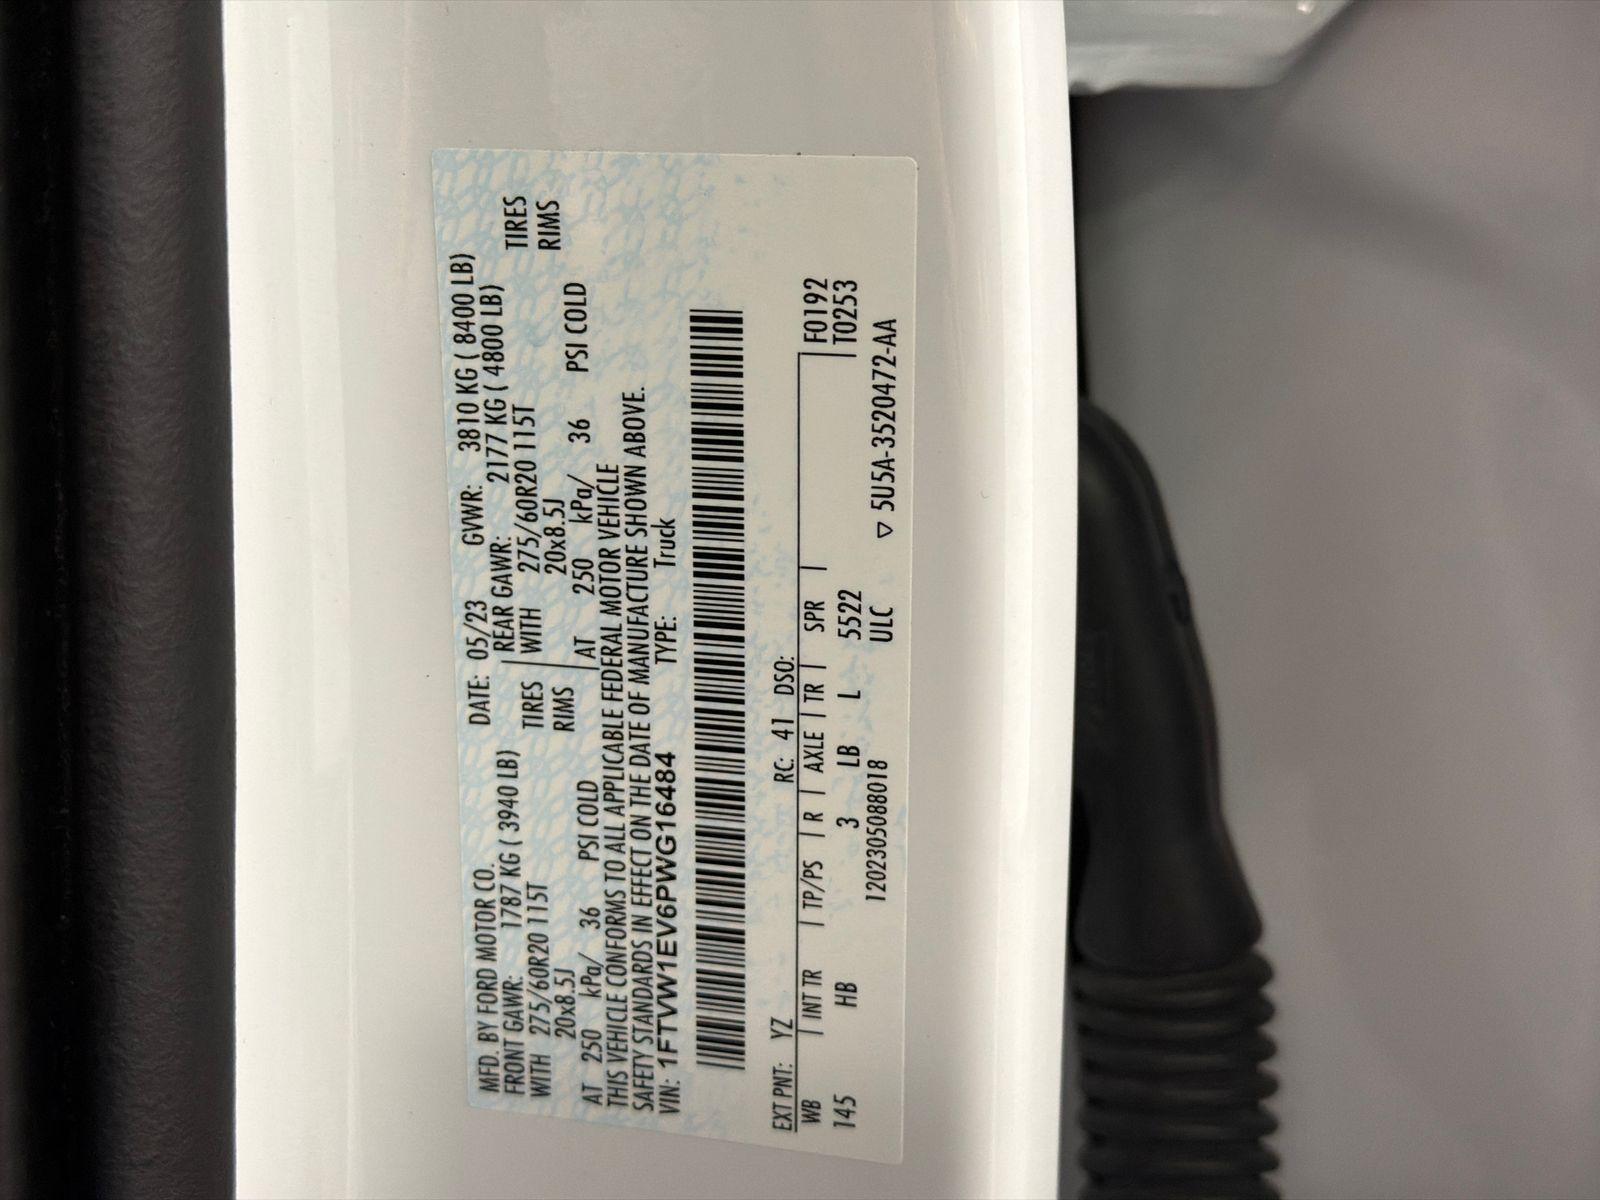 MFD. BY FORD MOTOR CO.
DATE: 05/23 GVWR: 3810 KG ( 8400 LB)
FRONT GAWR: 1787 KG ( 3940 LB)
REAR GAWR: 2177 KG ( 4800 LB)
WITH 275/60R20 115T TIRES
WITH 275/60R20 115T TIRES
20x8.5J RIMS
20x8.5J RIMS
AT 250 kPa/ 36 PSI COLD
AT 250 kPa/ 36 PSI COLD
THIS VEHICLE CONFORMS TO ALL APPLICABLE FEDERAL MOTOR VEHICLE
SAFETY STANDARDS IN EFFECT ON THE DATE OF MANUFACTURE SHOWN ABOVE.
VIN: 1FTVW1EV6PWG16484 TYPE: Truck
EXT PNT: YZ RC: 41 DSO:
WB | INT TR | TP/PS | R | AXLE | TR | SPR | F0192
145 HB 3 LB L 5522 T0253
1202305088018 ULC ▽ 5U5A-3520472-AA